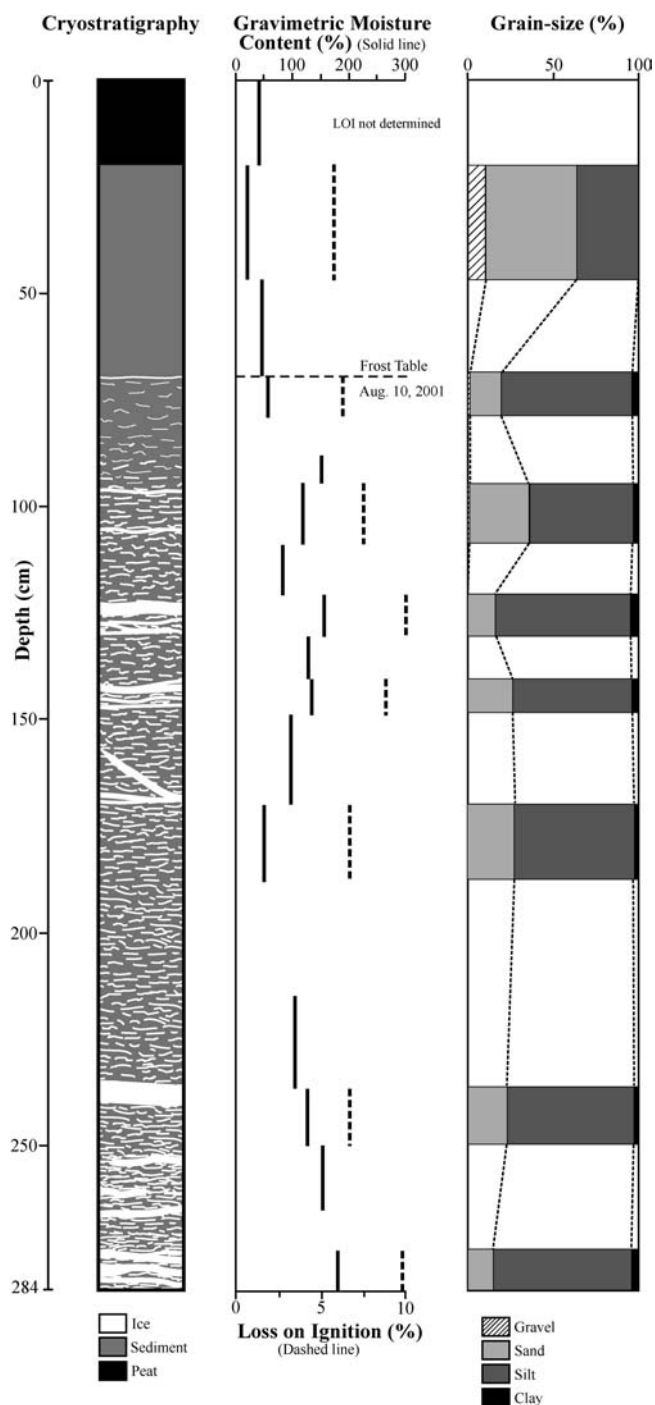 Cryostratigraphy
Gravimetric Moisture
Content (%) (Solid line)
Grain-size (%)
0 100 200 300
0 50 100
0
LOI not determined
50
Frost Table
Aug. 10, 2001
100
Depth (cm)
150
200
250
284
0 5 10
Loss on Ignition (%)
(Dashed line)
Ice
Sediment
Peat
Gravel
Sand
Silt
Clay